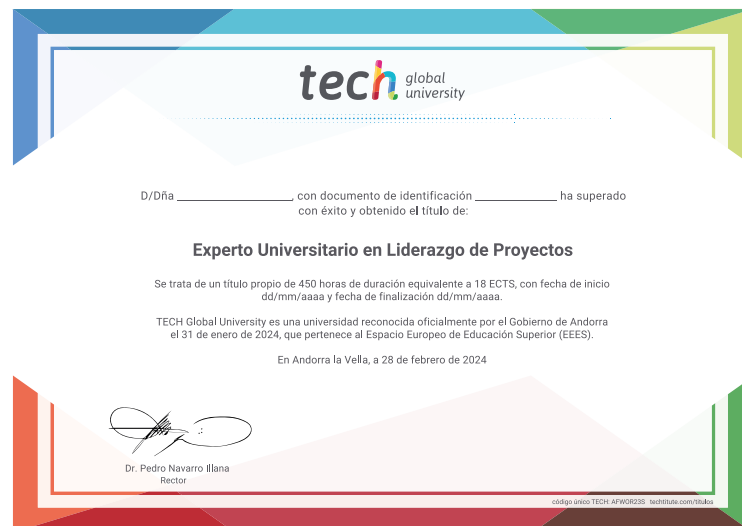 tech global university
D/Dña ____________________, con documento de identificación ______________ ha superado
con éxito y obtenido el título de:
Experto Universitario en Liderazgo de Proyectos
Se trata de un título propio de 450 horas de duración equivalente a 18 ECTS, con fecha de inicio
dd/mm/aaaa y fecha de finalización dd/mm/aaaa.
TECH Global University es una universidad reconocida oficialmente por el Gobierno de Andorra
el 31 de enero de 2024, que pertenece al Espacio Europeo de Educación Superior (EEES).
En Andorra la Vella, a 28 de febrero de 2024
Dr. Pedro Navarro Illana
Rector
código único TECH: AFWOR23S techtitute.com/titulos